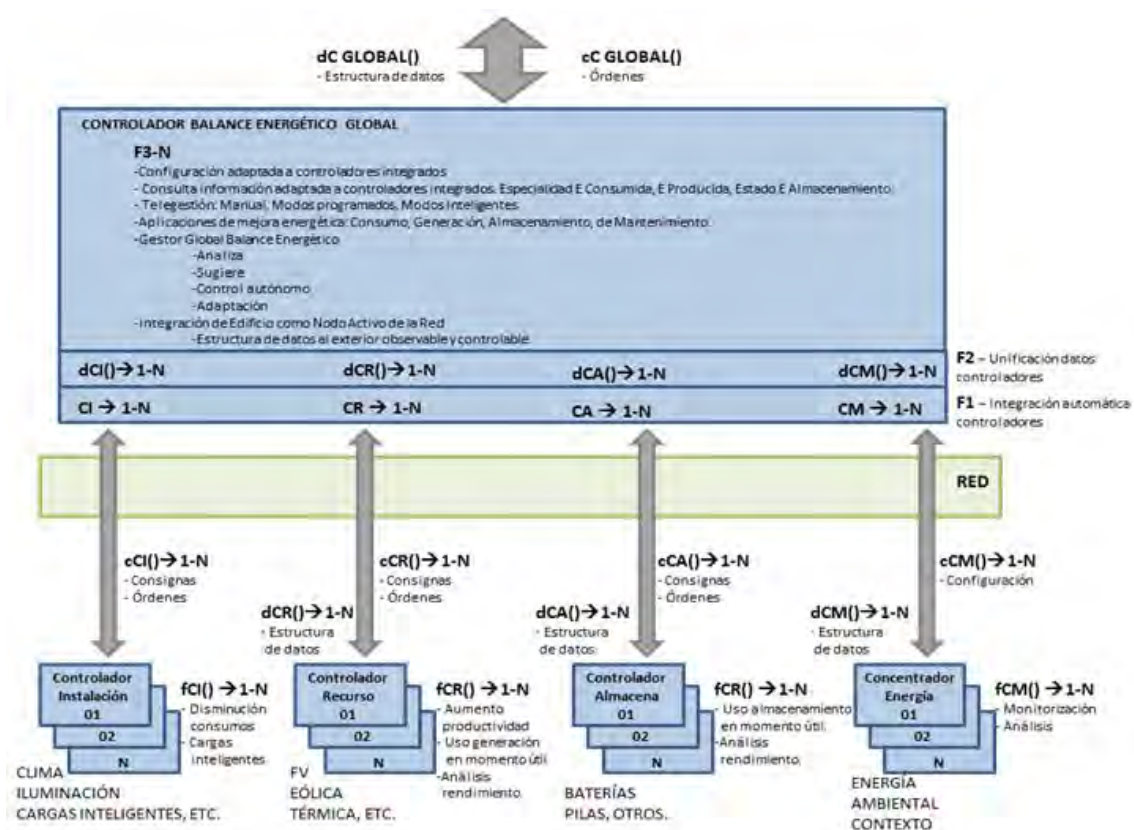 dC GLOBAL()
- Estructura de datos
cC GLOBAL()
- Órdenes
CONTROLADOR BALANCE ENERGÉTICO GLOBAL
F3-N
-Configuración adaptada a controladores integrados
- Consulta información adaptada a controladores integrados. Especialidad E Consumida, E Producida, Estado E Almacenamiento.
- Telegestión: Manual, Modos programados, Modos Inteligentes.
-Aplicaciones de mejora energética: Consumo, Generación, Almacenamiento, de Mantenimiento.
-Gestor Global Balance Energético
-Analiza
-Sugiere
-Control autónomo
-Adaptación
-Integración de Edificio como Nodo Activo de la Red
-Estructura de datos al exterior observable y controlable.
dCI()→1-N
dCR()→1-N
dCA()→1-N
dCM()→1-N
F2 – Unificación datos
controladores
CI → 1-N
CR → 1-N
CA → 1-N
CM → 1-N
F1 – Integración automática
controladores
RED
cCI()→1-N
- Consignas
- Órdenes
cCR()→1-N
- Consignas
- Órdenes
cCA()→1-N
- Consignas
- Órdenes
cCM()→1-N
- Configuración
dCR()→1-N
- Estructura
de datos
dCA()→1-N
- Estructura
de datos
dCM()→1-N
- Estructura
de datos
Controlador
Instalación
01
02
N
fCI() →1-N
- Disminución
consumos
- Cargas
inteligentes
CLIMA
ILUMINACIÓN
CARGAS INTELIGENTES, ETC.
Controlador
Recurso
01
02
N
fCR() →1-N
- Aumento
productividad
- Uso generación
en momento útil
-Análisis
rendimiento.
FV
EÓLICA
TÉRMICA, ETC.
Controlador
Almacena
01
02
N
fCR() →1-N
- Uso almacenamiento
en momento útil.
-Análisis
rendimiento.
BATERÍAS
PILAS, OTROS.
Concentrador
Energía
01
02
N
fCM()→1-N
- Monitorización
- Análisis
ENERGÍA
AMBIENTAL
CONTEXTO